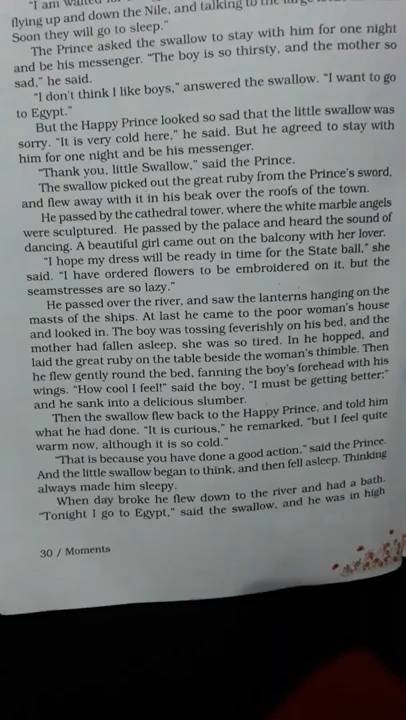 "I am waited
flying up and down the Nile, and talking to the large
Soon they will go to sleep."
The Prince asked the swallow to stay with him for one night
and be his messenger. "The boy is so thirsty, and the mother so
sad," he said.
"I don't think I like boys," answered the swallow. "I want to go
to Egypt."
But the Happy Prince looked so sad that the little swallow was
sorry. "It is very cold here," he said. But he agreed to stay with
him for one night and be his messenger.
"Thank you, little Swallow," said the Prince.
The swallow picked out the great ruby from the Prince's sword,
and flew away with it in his beak over the roofs of the town.
He passed by the cathedral tower, where the white marble angels
were sculptured. He passed by the palace and heard the sound of
dancing. A beautiful girl came out on the balcony with her lover.
"I hope my dress will be ready in time for the State ball," she
said. "I have ordered flowers to be embroidered on it, but the
seamstresses are so lazy."
He passed over the river, and saw the lanterns hanging on the
masts of the ships. At last he came to the poor woman's house
and looked in. The boy was tossing feverishly on his bed, and the
mother had fallen asleep, she was so tired. In he hopped, and
laid the great ruby on the table beside the woman's thimble. Then
he flew gently round the bed, fanning the boy's forehead with his
wings. "How cool I feel!" said the boy, "I must be getting better;"
and he sank into a delicious slumber.
Then the swallow flew back to the Happy Prince, and told him
what he had done. "It is curious," he remarked, "but I feel quite
warm now, although it is so cold."
"That is because you have done a good action," said the Prince.
And the little swallow began to think, and then fell asleep. Thinking
always made him sleepy.
When day broke he flew down to the river and had a bath.
"Tonight I go to Egypt," said the swallow, and he was in high
30 / Moments